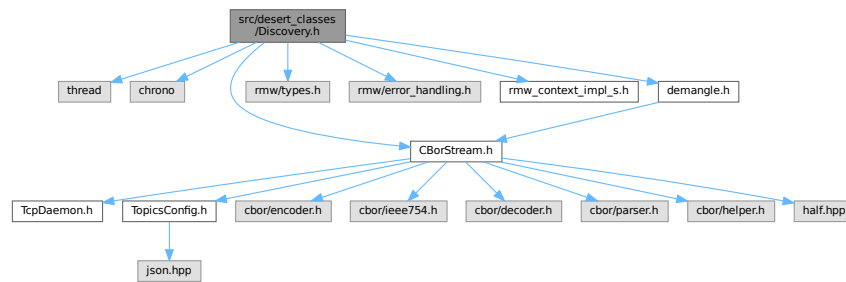 src/desert_classes
/Discovery.h
thread
chrono
rmw/types.h
rmw/error_handling.h
rmw_context_impl_s.h
demangle.h
CBorStream.h
TcpDaemon.h
TopicsConfig.h
cbor/encoder.h
cbor/ieee754.h
cbor/decoder.h
cbor/parser.h
cbor/helper.h
half.hpp
json.hpp